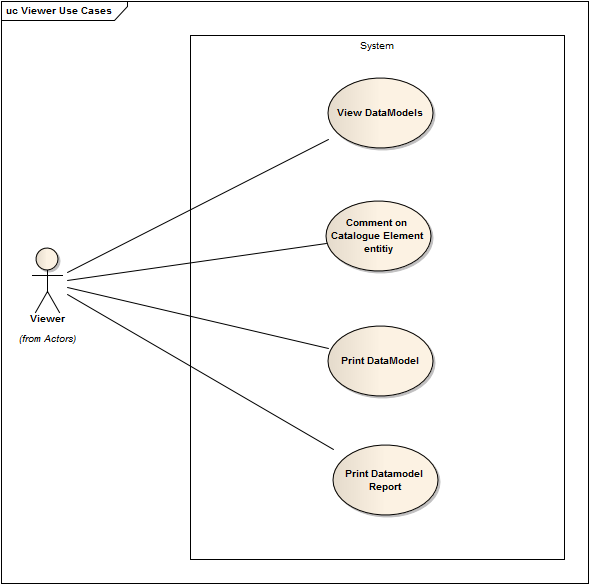 uc Viewer Use Cases
System
View DataModels
Comment on
Catalogue Element
entitiy
Viewer
(from Actors)
Print DataModel
Print Datamodel
Report